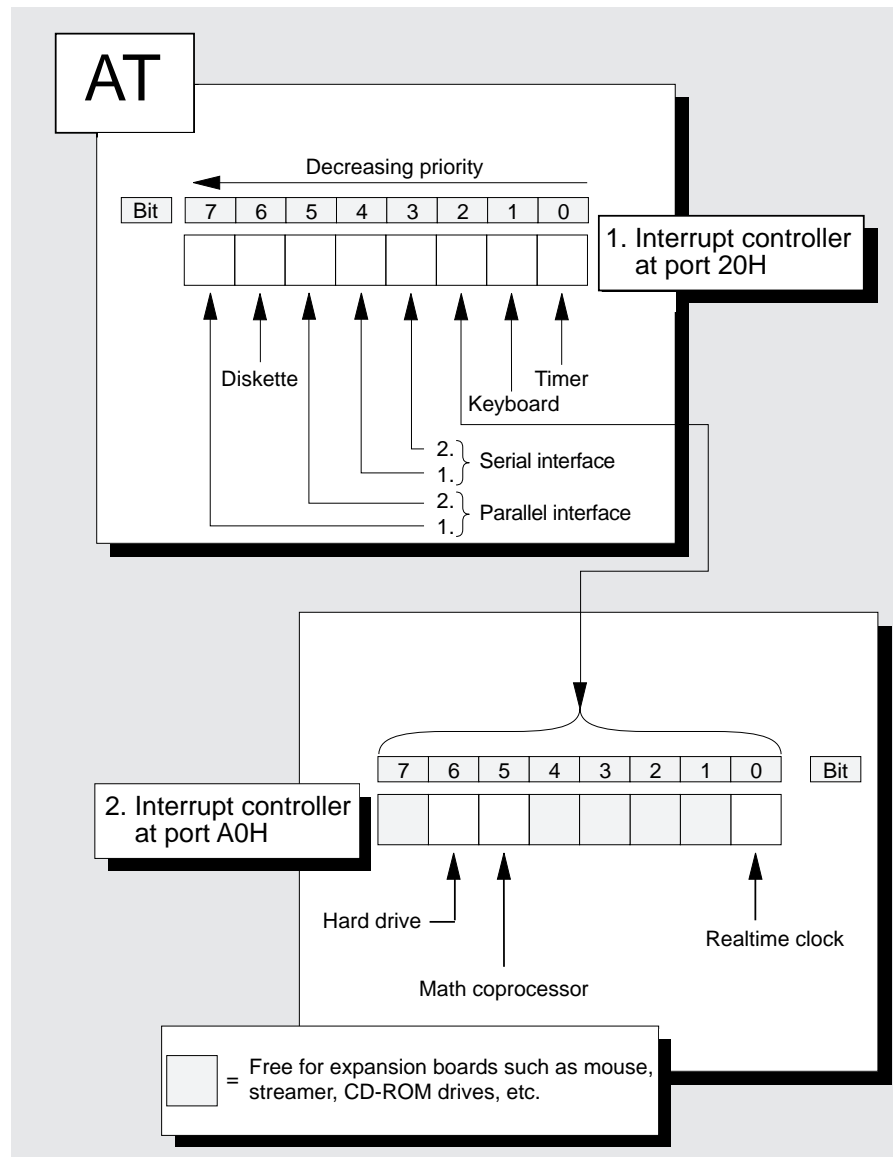 AT
Decreasing priority
Bit 7 6 5 4 3 2 1 0
1. Interrupt controller
at port 20H
Diskette
Timer
Keyboard
2.
Serial interface
1.
2.
Parallel interface
1.
7 6 5 4 3 2 1 0 Bit
2. Interrupt controller
at port A0H
Hard drive
Realtime clock
Math coprocessor
= Free for expansion boards such as mouse,
streamer, CD-ROM drives, etc.